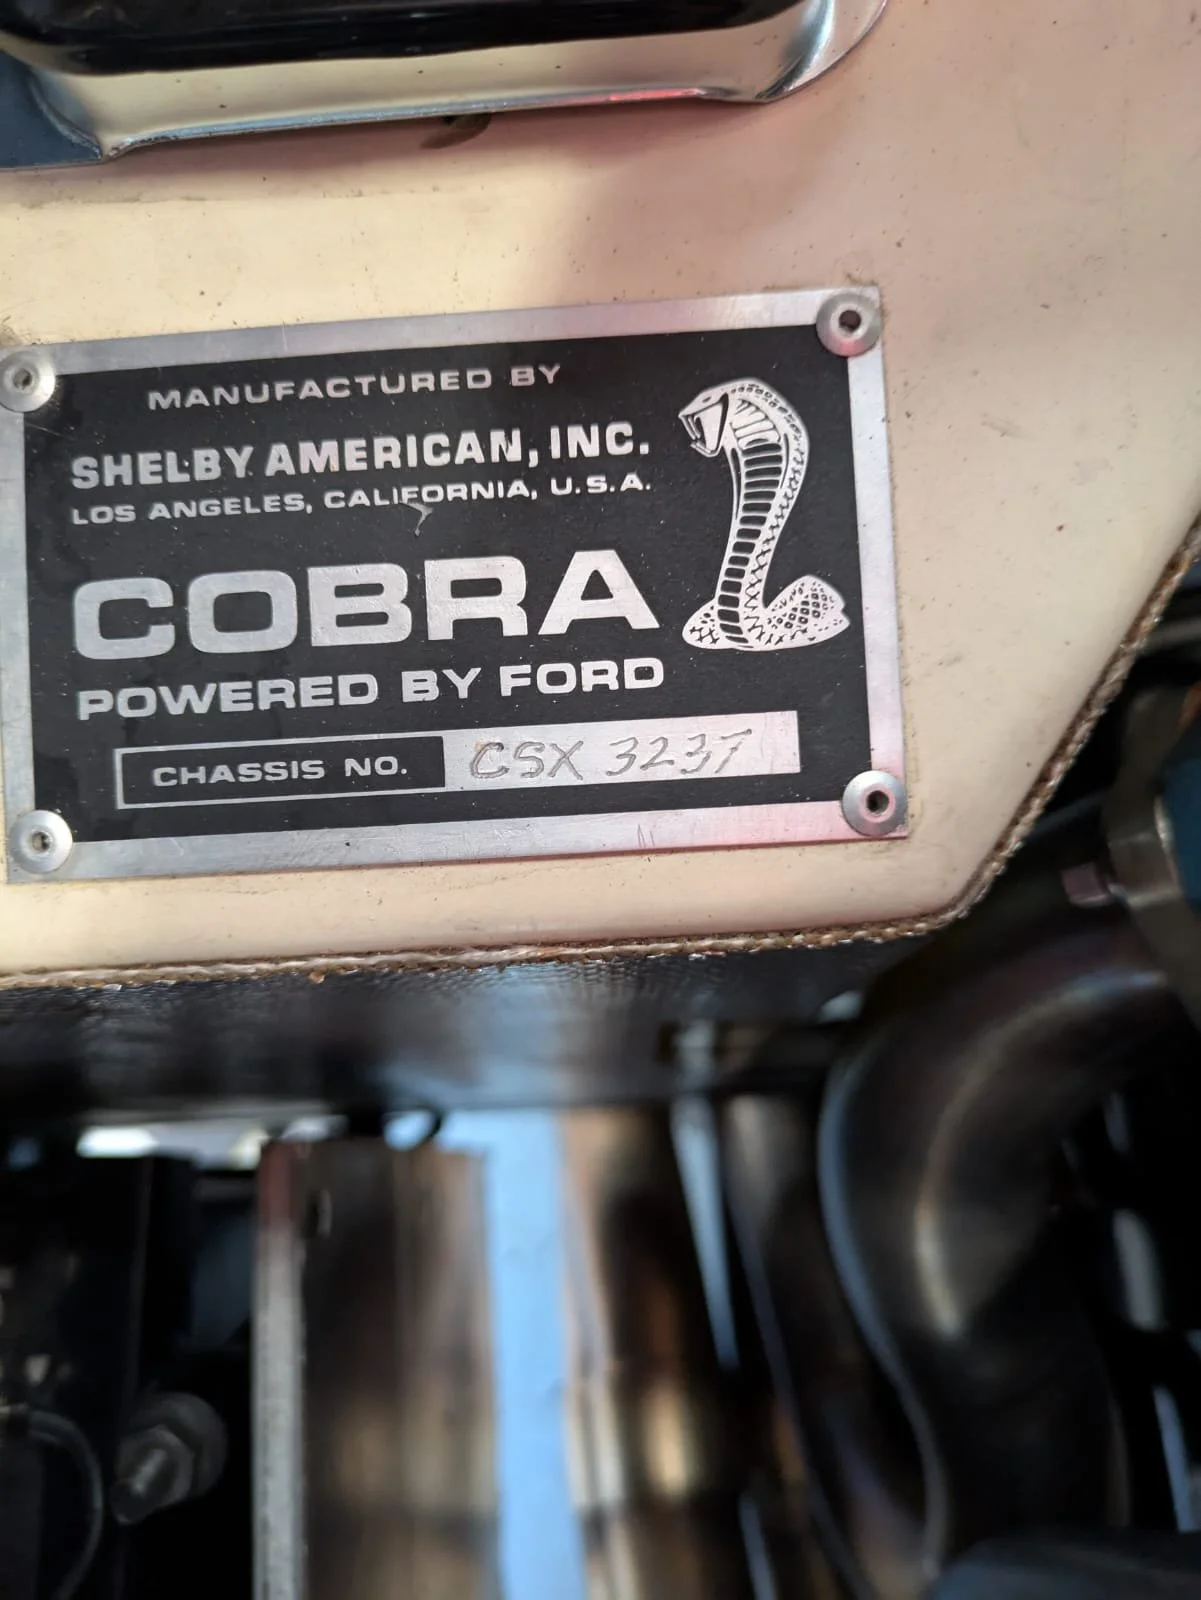 MANUFACTURED BY
SHELBY AMERICAN, INC.
LOS ANGELES, CALIFORNIA, U.S.A.
COBRA
POWERED BY FORD
CHASSIS NO. CSX 3237